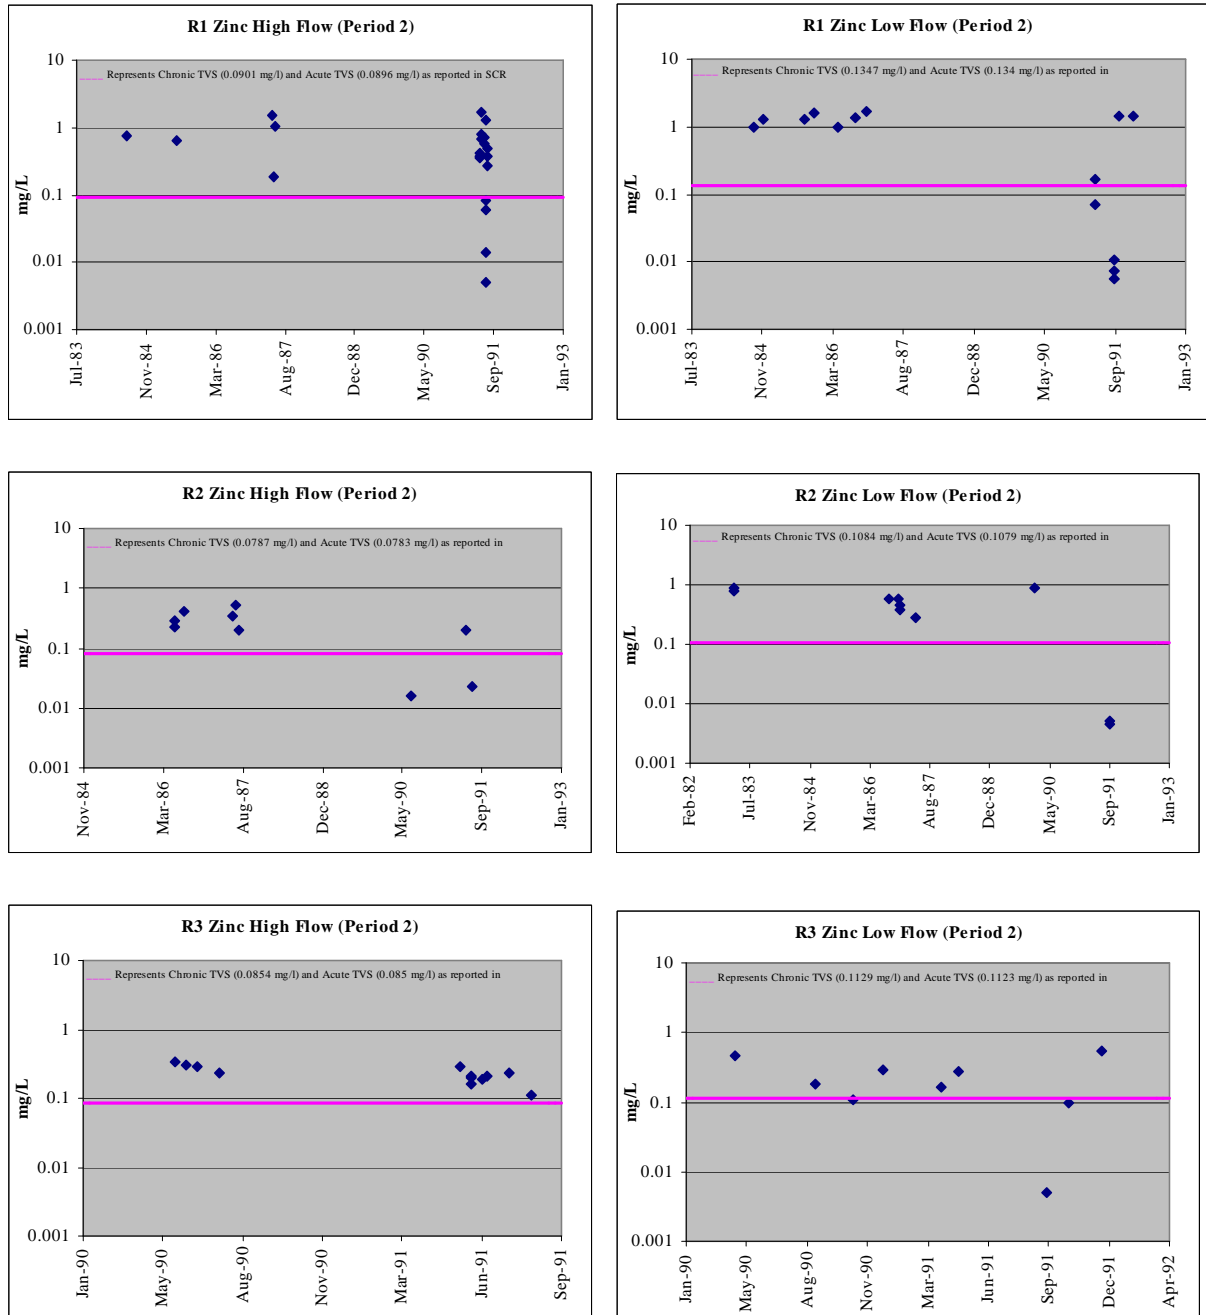 R1 Zinc High Flow (Period 2)
10
Represents Chronic TVS (0.0901 mg/l) and Acute TVS (0.0896 mg/l) as reported in SCR
1
0.1
0.01
0.001
mg/L
Jul-83
Nov-84
Mar-86
Aug-87
Dec-88
May-90
Sep-91
Jan-93
R1 Zinc Low Flow (Period 2)
10
Represents Chronic TVS (0.1347 mg/l) and Acute TVS (0.134 mg/l) as reported in
1
0.1
0.01
0.001
mg/L
Jul-83
Nov-84
Mar-86
Aug-87
Dec-88
May-90
Sep-91
Jan-93
R2 Zinc High Flow (Period 2)
10
Represents Chronic TVS (0.0787 mg/l) and Acute TVS (0.0783 mg/l) as reported in
1
0.1
0.01
0.001
mg/L
Nov-84
Mar-86
Aug-87
Dec-88
May-90
Sep-91
Jan-93
R2 Zinc Low Flow (Period 2)
10
Represents Chronic TVS (0.1084 mg/l) and Acute TVS (0.1079 mg/l) as reported in
1
0.1
0.01
0.001
mg/L
Feb-82
Jul-83
Nov-84
Mar-86
Aug-87
Dec-88
May-90
Sep-91
Jan-93
R3 Zinc High Flow (Period 2)
10
Represents Chronic TVS (0.0854 mg/l) and Acute TVS (0.085 mg/l) as reported in
1
0.1
0.01
0.001
mg/L
Jan-90
May-90
Aug-90
Nov-90
Mar-91
Jun-91
Sep-91
R3 Zinc Low Flow (Period 2)
10
Represents Chronic TVS (0.1129 mg/l) and Acute TVS (0.1123 mg/l) as reported in
1
0.1
0.01
0.001
mg/L
Jan-90
May-90
Aug-90
Nov-90
Mar-91
Jun-91
Sep-91
Dec-91
Apr-92